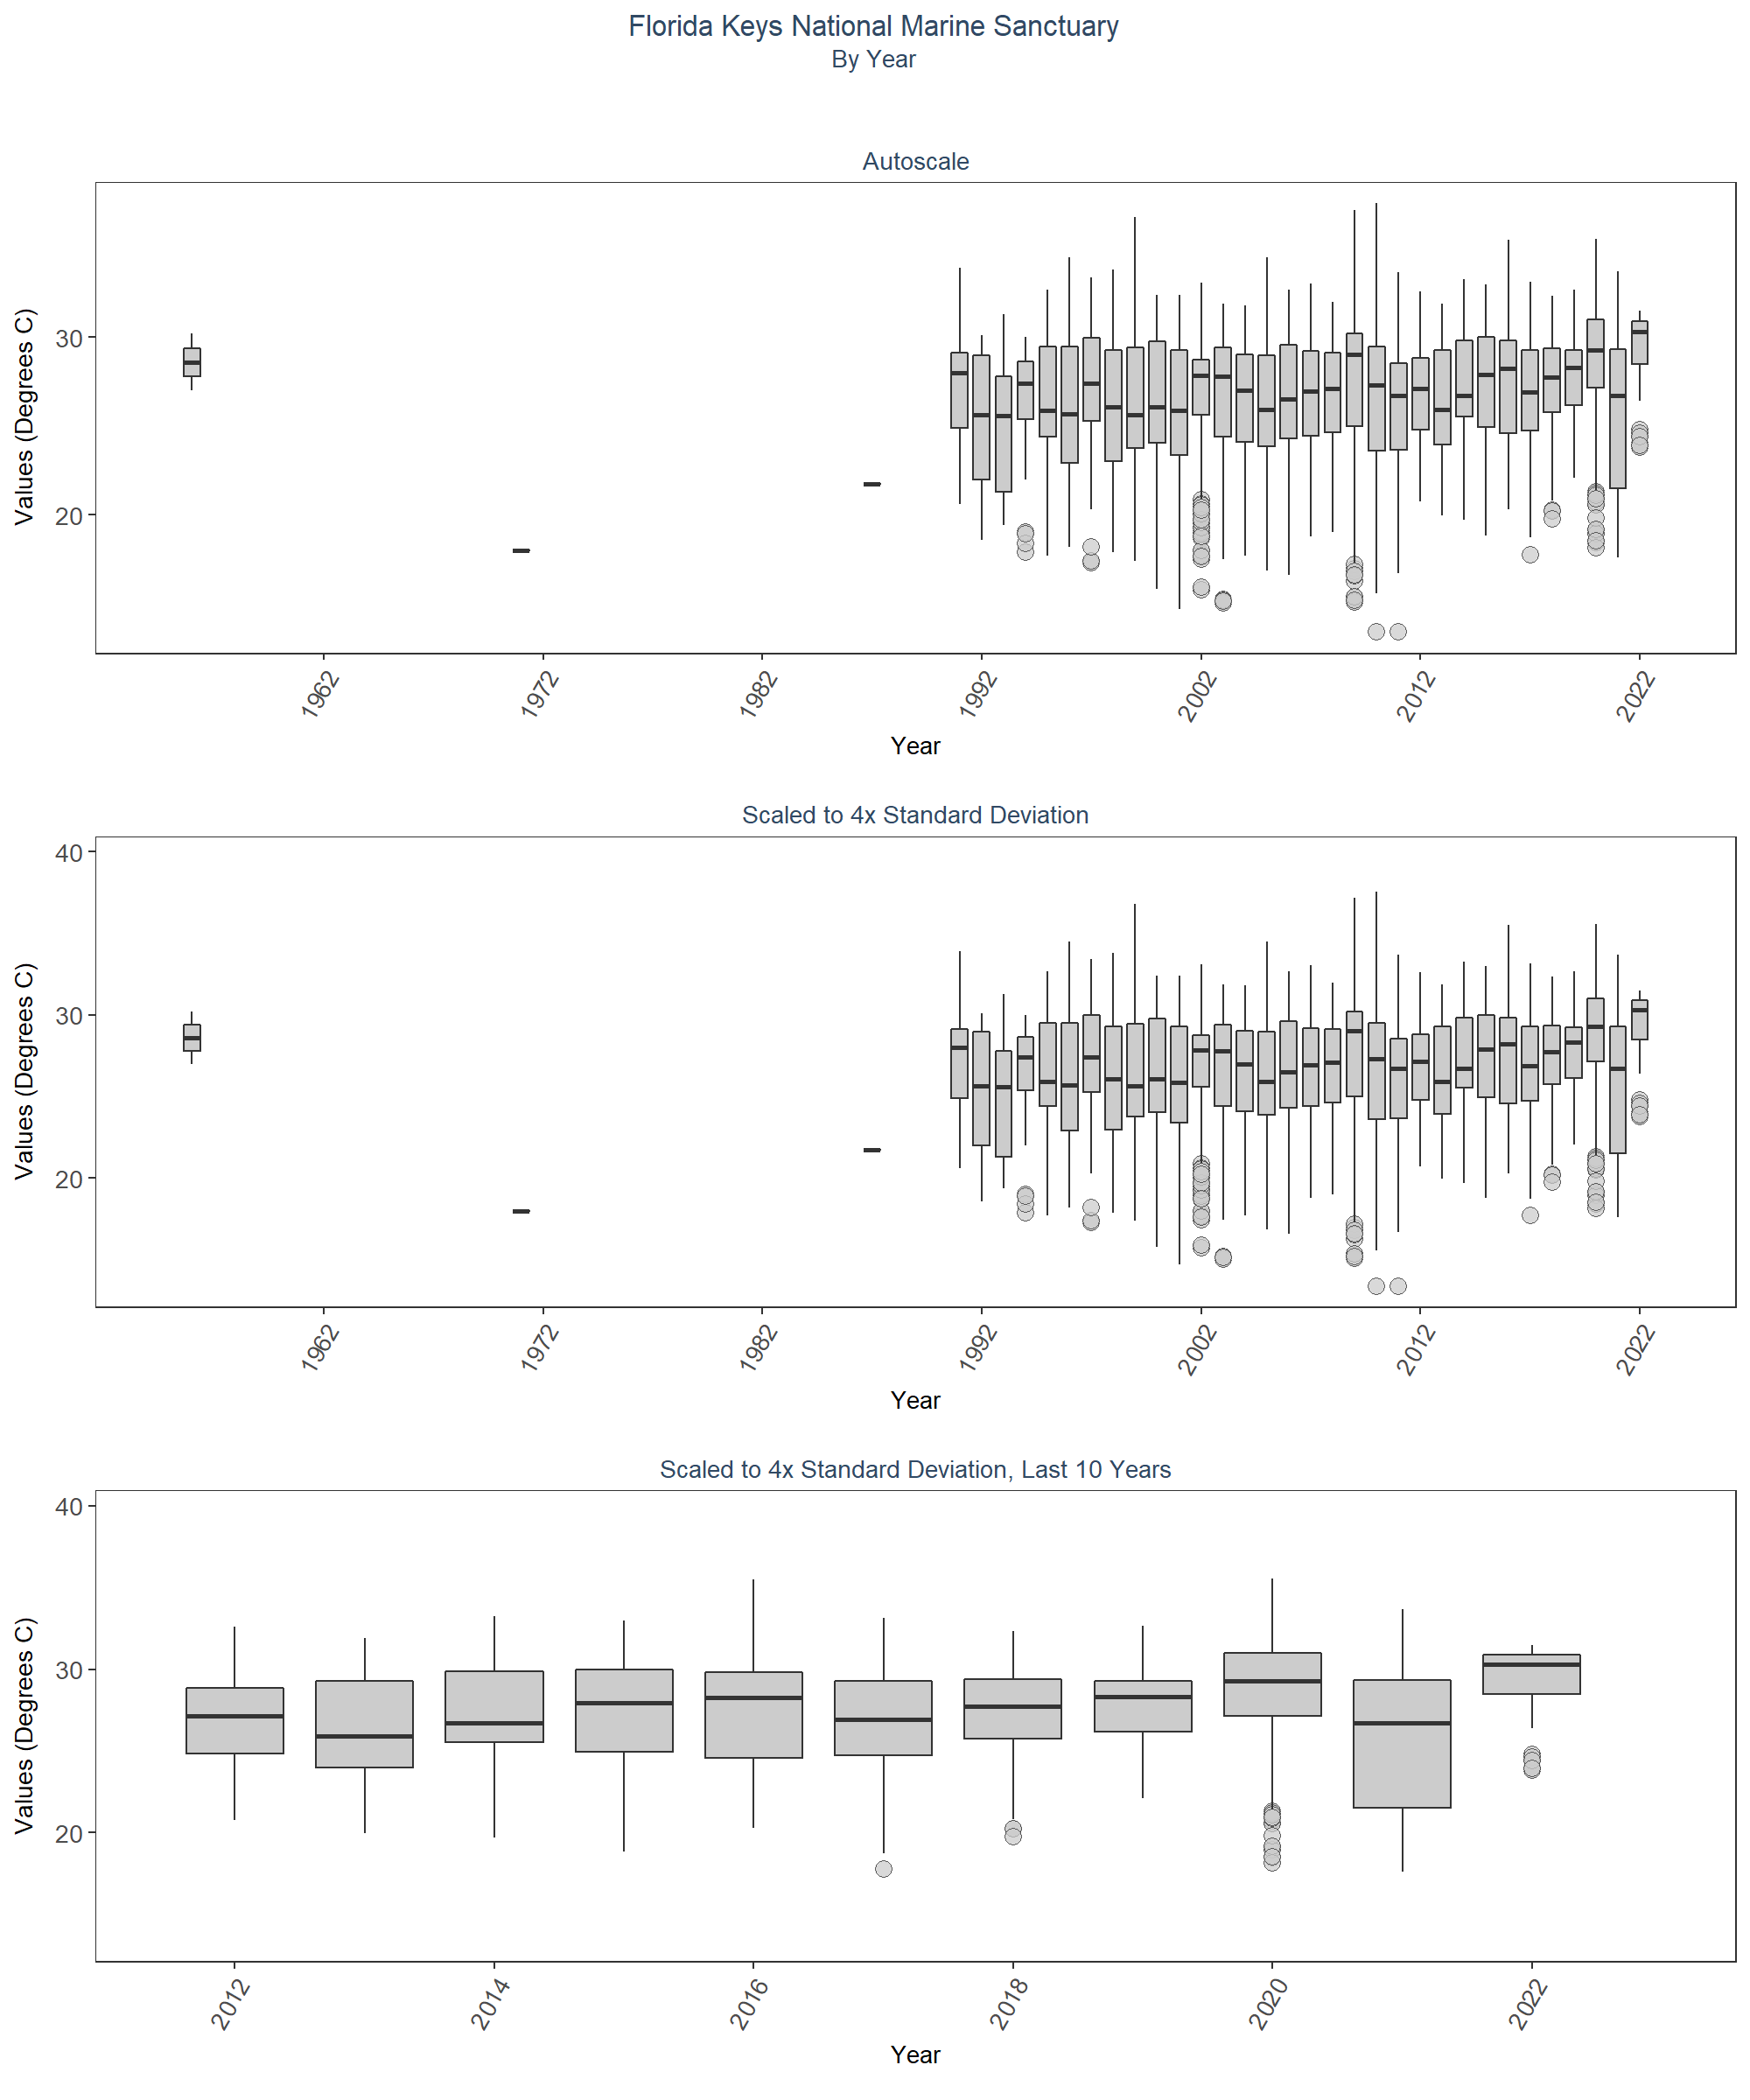 Florida Keys National Marine Sanctuary
By Year
Autoscale
Values (Degrees C)
30
20
1962
1972
1982
1992
2002
2012
2022
Year
Scaled to 4x Standard Deviation
Values (Degrees C)
40
30
20
1962
1972
1982
1992
2002
2012
2022
Year
Scaled to 4x Standard Deviation, Last 10 Years
Values (Degrees C)
40
30
20
2012
2014
2016
2018
2020
2022
Year